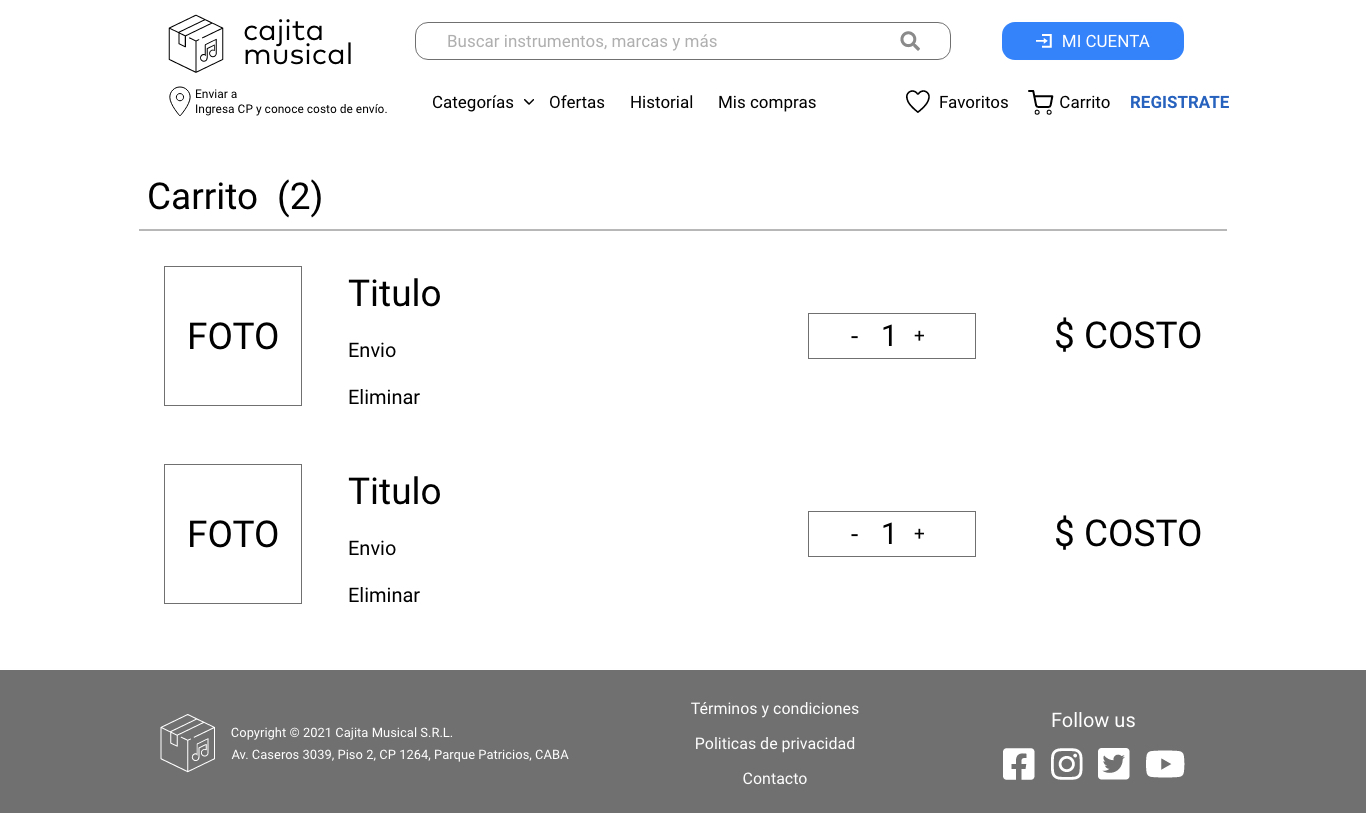 cajita
musical
Buscar instrumentos, marcas y más
MI CUENTA
Enviar a
Ingresa CP y conoce costo de envío.
Categorías Ofertas Historial Mis compras Favoritos Carrito REGISTRATE
Carrito (2)
FOTO
Titulo
Envio
Eliminar
- 1 +
$ COSTO
FOTO
Titulo
Envio
Eliminar
- 1 +
$ COSTO
Copyright © 2021 Cajita Musical S.R.L.
Av. Caseros 3039, Piso 2, CP 1264, Parque Patricios, CABA
Términos y condiciones
Politicas de privacidad
Contacto
Follow us